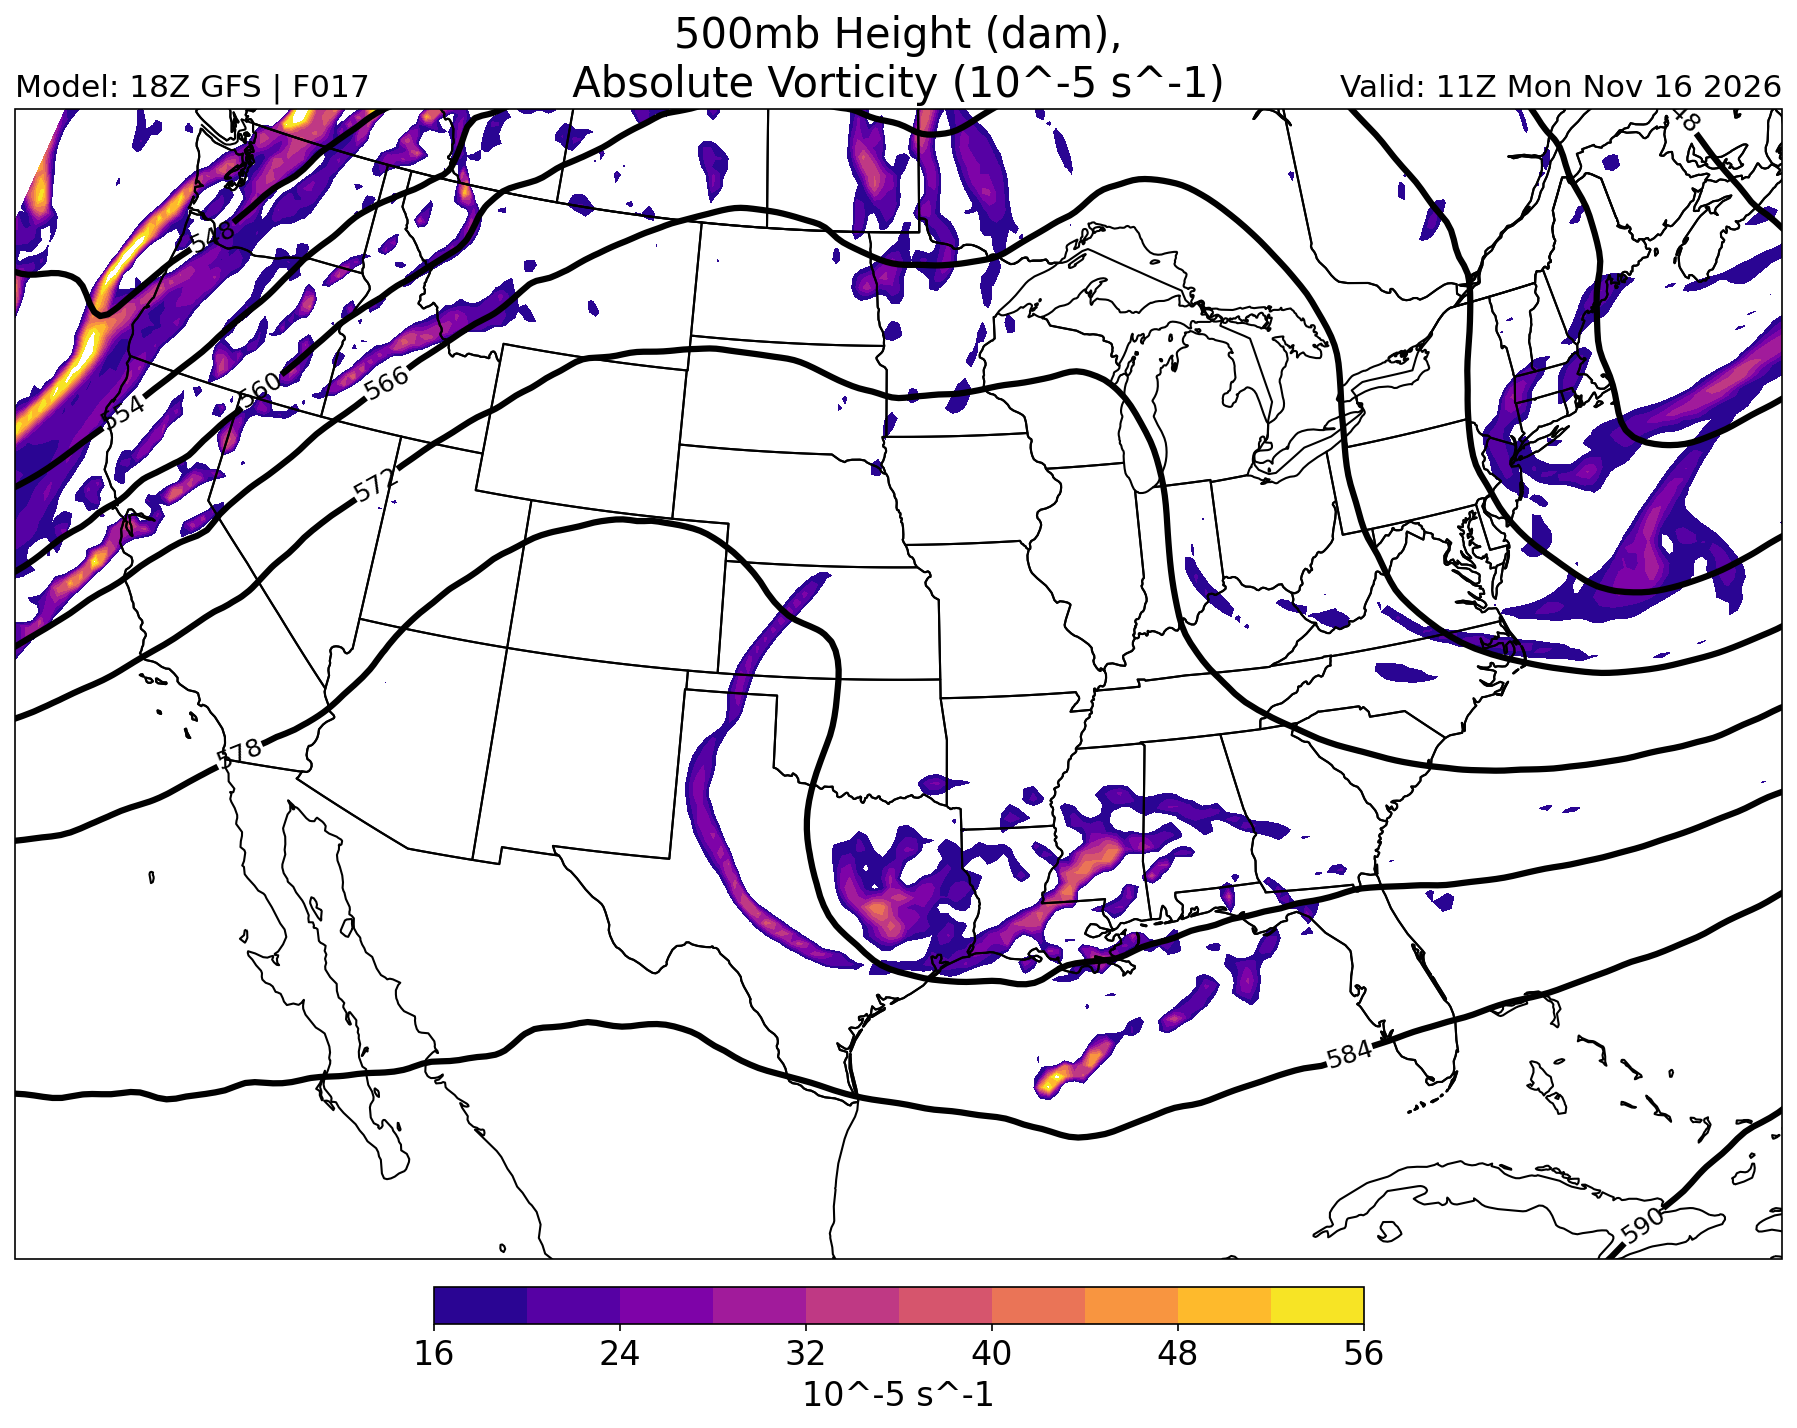 500mb Height (dam),
Absolute Vorticity (10^-5 s^-1)
Model: 18Z GFS | F017
Valid: 11Z Mon Nov 16 2026
548
554
560
566
572
578
584
590
16 24 32 40 48 56
10^-5 s^-1